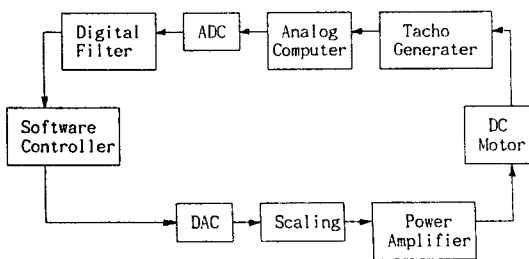 Digital
Filter
ADC
Analog
Computer
Tacho
Generater
Software
Controller
DC
Motor
DAC
Scaling
Power
Amplifier